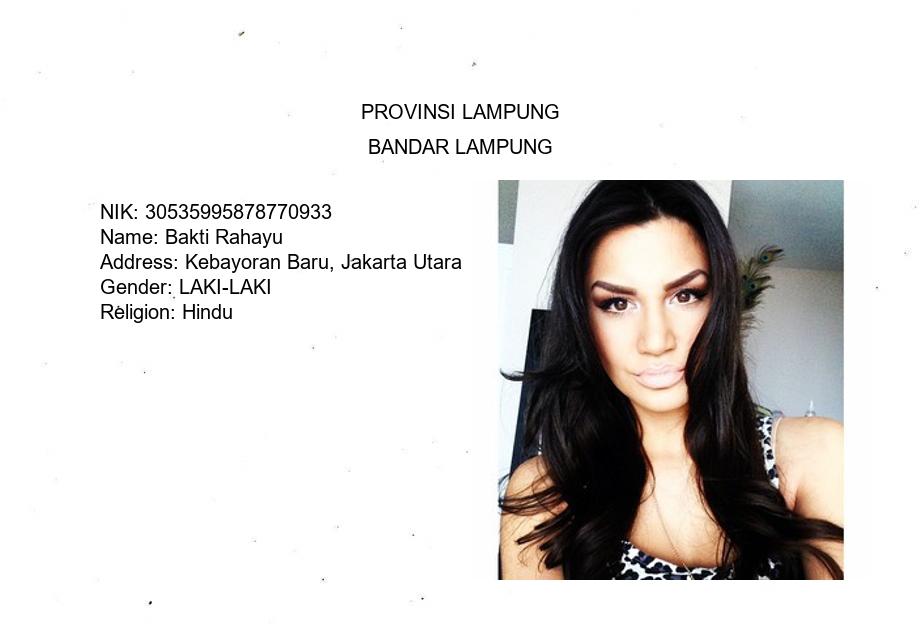 PROVINSI LAMPUNG
BANDAR LAMPUNG
NIK: 30535995878770933
Name: Bakti Rahayu
Address: Kebayoran Baru, Jakarta Utara
Gender: LAKI-LAKI
Religion: Hindu